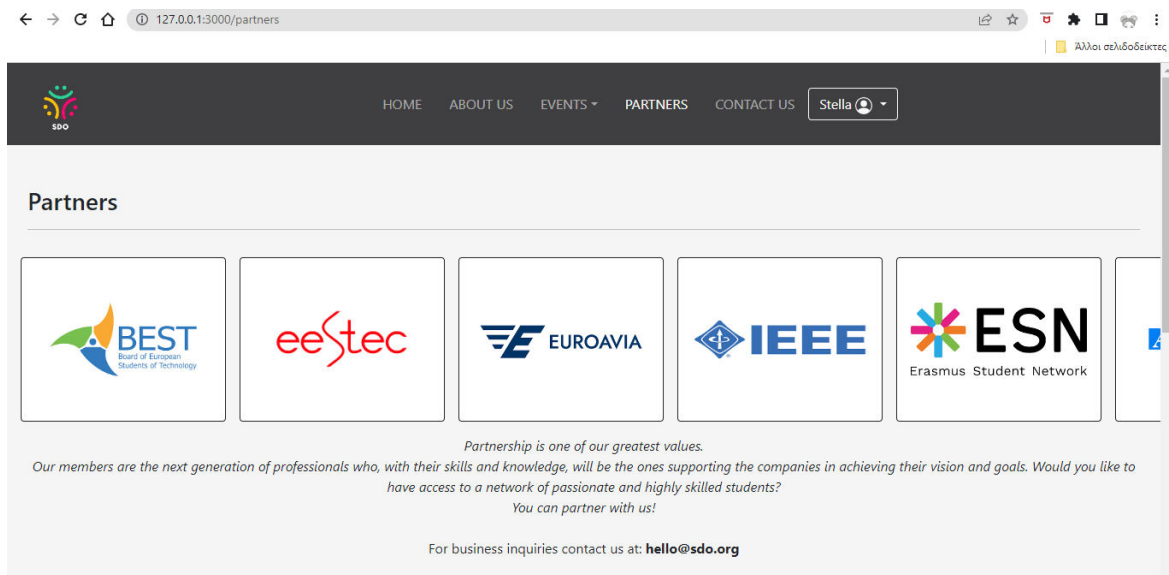 127.0.0.1:3000/partners
Άλλοι σελιδοδείκτες
SDO
HOME ABOUT US EVENTS PARTNERS CONTACT US Stella
Partners
BEST
Board of European
Students of Technology
eestec
EUROAVIA
IEEE
ESN
Erasmus Student Network
Partnership is one of our greatest values.
Our members are the next generation of professionals who, with their skills and knowledge, will be the ones supporting the companies in achieving their vision and goals. Would you like to
have access to a network of passionate and highly skilled students?
You can partner with us!
For business inquiries contact us at: hello@sdo.org